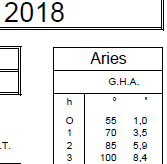 2018
Aries
G.H.A.
h ° '
0 55 1,0
1 70 3,5
.T. 2 85 5,9
3 100 8,4